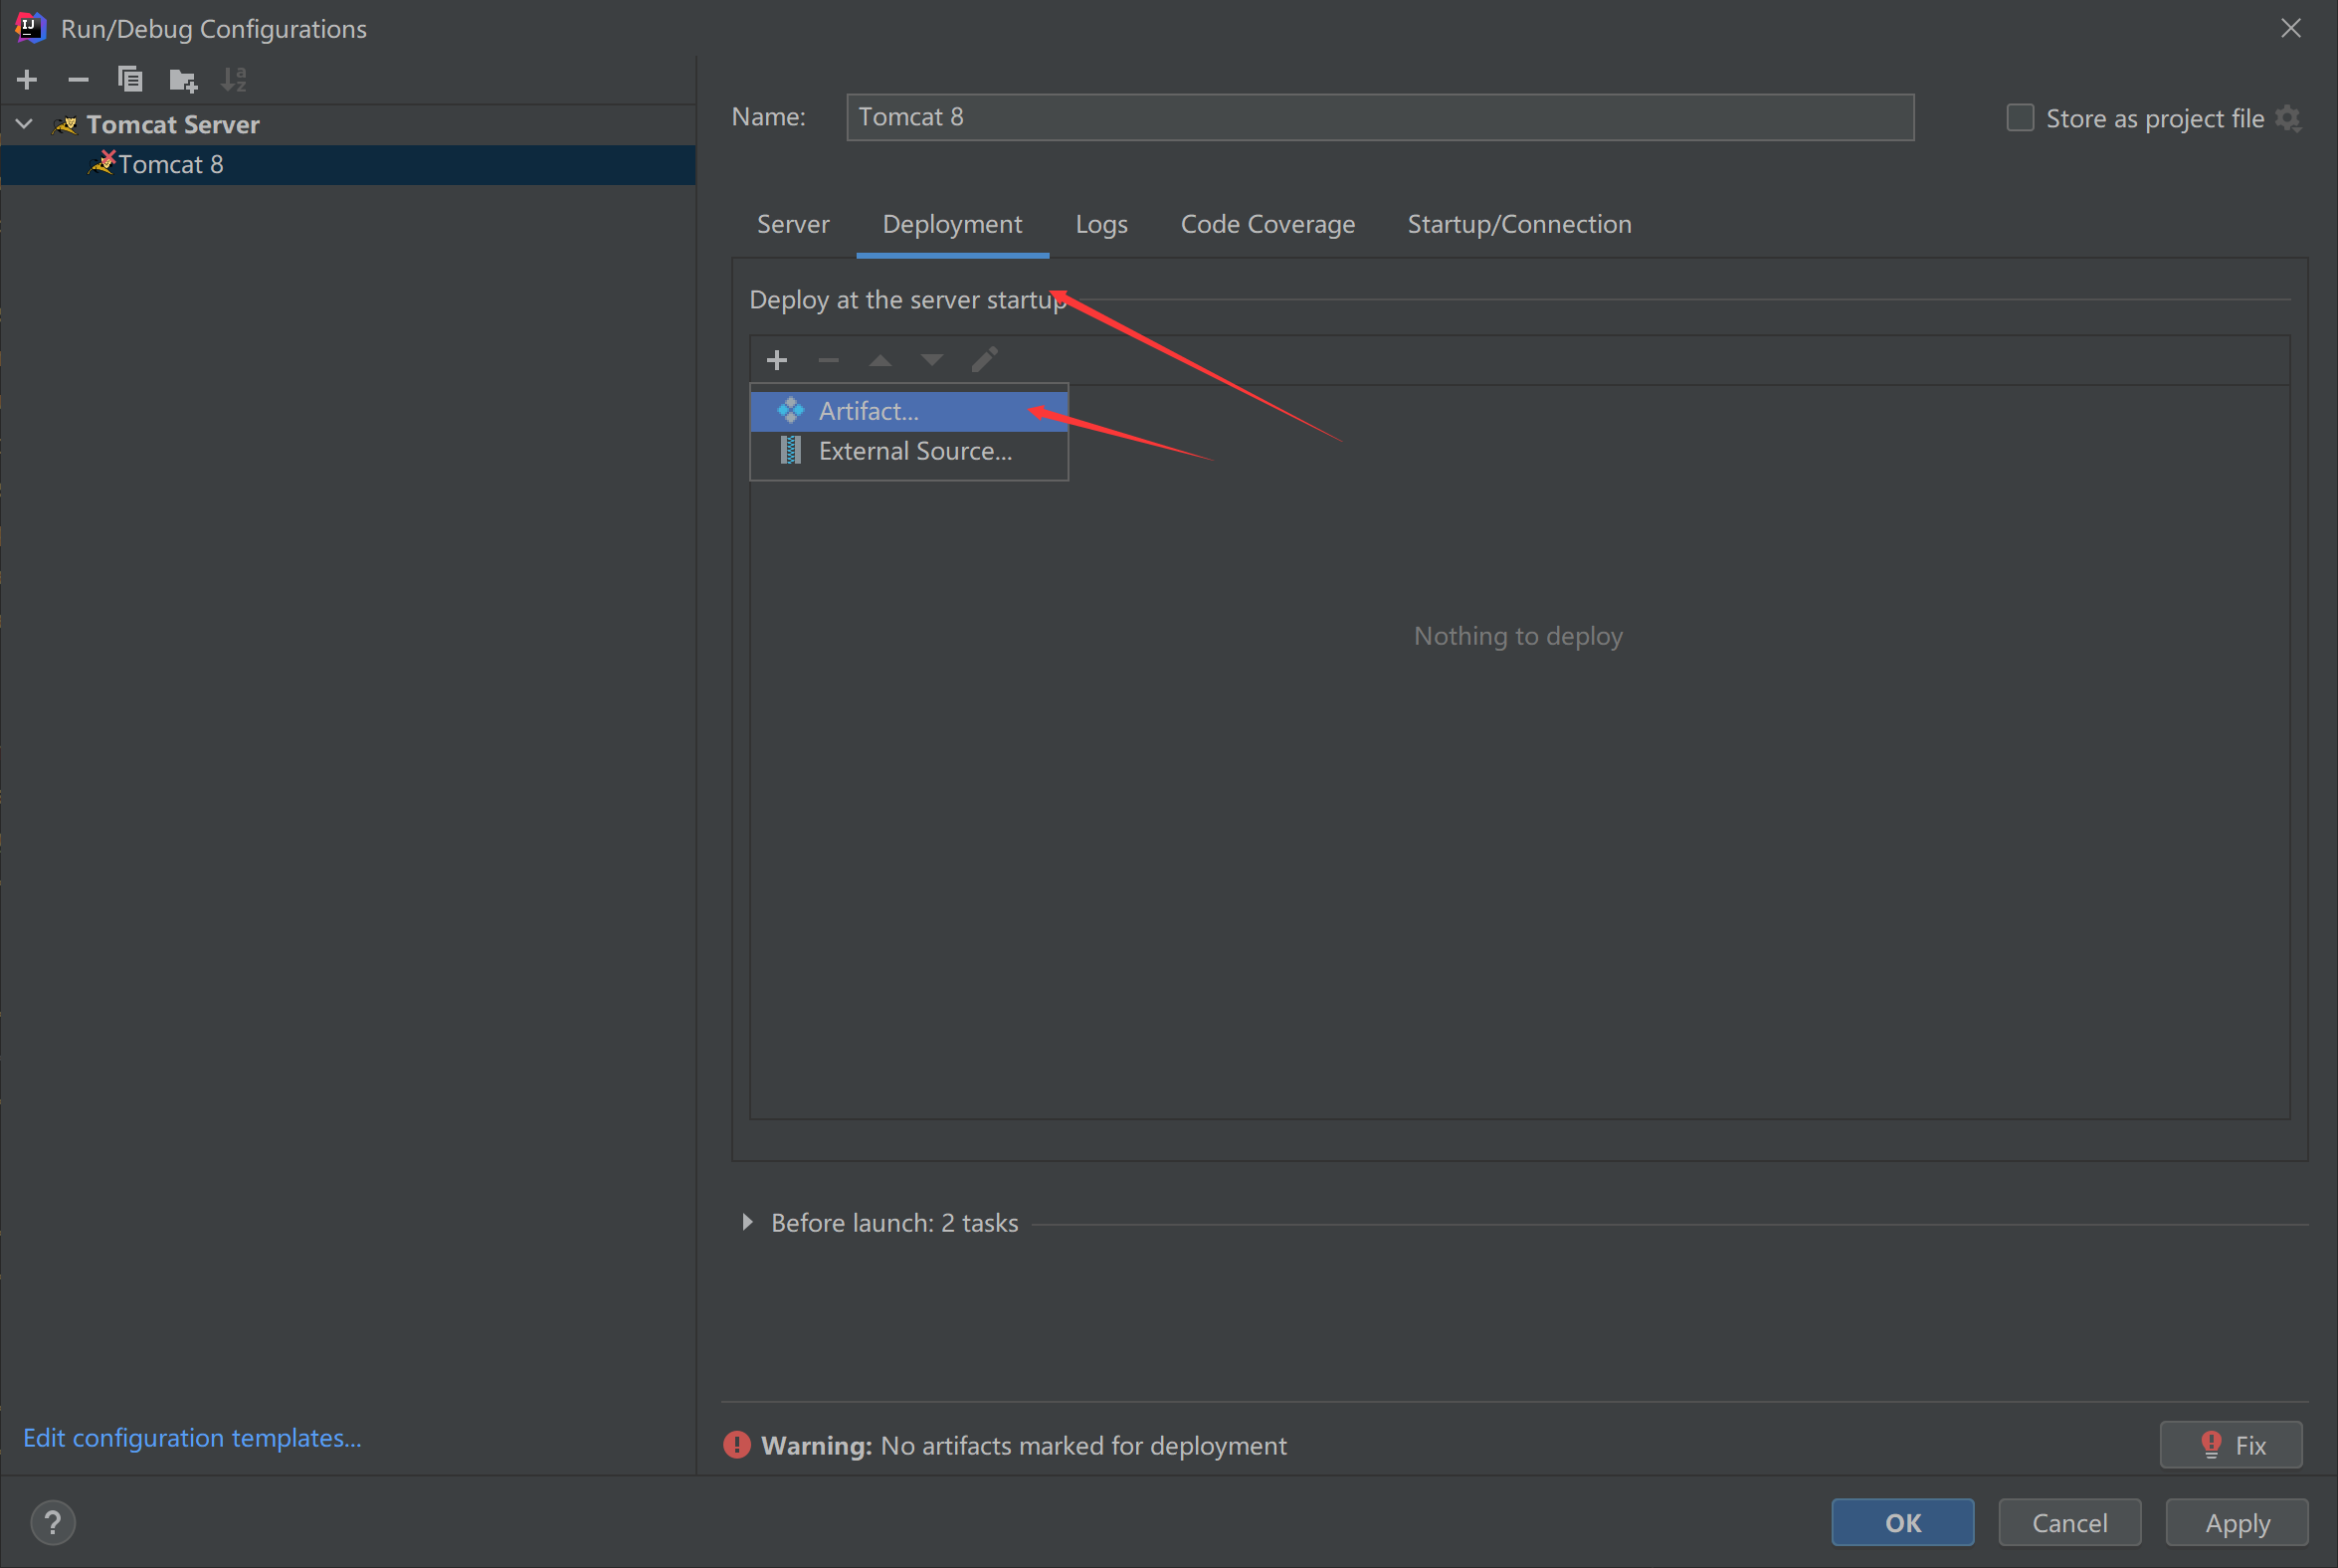 Run/Debug Configurations
Tomcat Server
Tomcat 8
Name:
Tomcat 8
Store as project file
Server
Deployment
Logs
Code Coverage
Startup/Connection
Deploy at the server startup
Artifact...
External Source...
Nothing to deploy
Before launch: 2 tasks
Edit configuration templates...
Warning: No artifacts marked for deployment
Fix
?
OK
Cancel
Apply